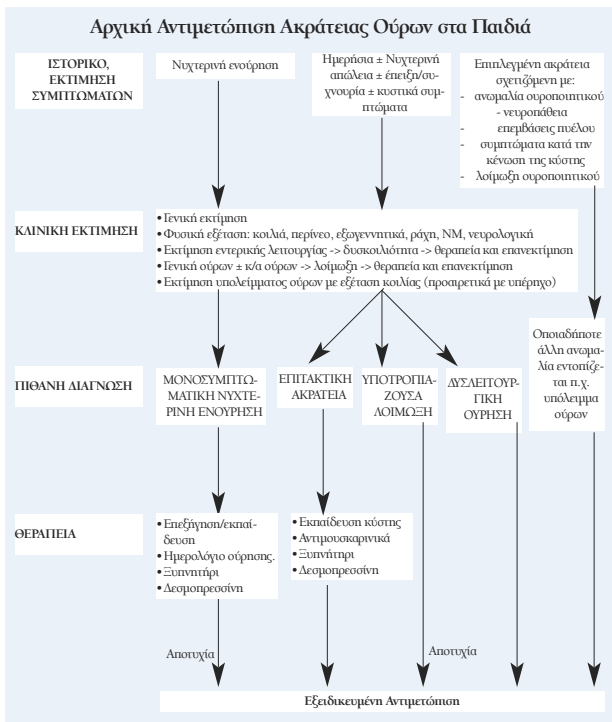 Αρχική Αντιμετώπιση Ακράτειας Ούρων στα Παιδιά
ΙΣΤΟΡΙΚΟ,
ΕΚΤΙΜΗΣΗ
ΣΥΜΠΤΩΜΑΤΩΝ
Νυχτερινή ενούρηση
Ημερήσια ± Νυχτερινή
απώλεια ± έπειξη/συ-
χνουρία ± κυστικά συμ-
πτώματα
Επιπλεγμένη ακράτεια
σχετιζόμενη με:
- ανωμαλία ουροποιητικού
- νευροπάθεια
- επεμβάσεις πυέλου
- συμπτώματα κατά την
κένωση της κύστης
- λοίμωξη ουροποιητικού
ΚΛΙΝΙΚΗ ΕΚΤΙΜΗΣΗ
• Γενική εκτίμηση
• Φυσική εξέταση: κοιλιά, περίνεο, εξωγεννητικά, ράχη, ΝΜ, νευρολογική
• Εκτίμηση εντερικής λειτουργίας -> δυσκοιλιότητα -> θεραπεία και επανεκτίμηση
• Γενική ούρων ± κ/α ούρων -> λοίμωξη -> θεραπεία και επανεκτίμηση
• Εκτίμηση υπολείμματος ούρων με εξέταση κοιλίας (προαιρετικά με υπέρηχο)
ΠΙΘΑΝΗ ΔΙΑΓΝΩΣΗ
ΜΟΝΟΣΥΜΠΤΩ-
ΜΑΤΙΚΗ ΝΥΧΤΕ-
ΡΙΝΗ ΕΝΟΥΡΗΣΗ
ΕΠΙΤΑΚΤΙΚΗ
ΑΚΡΑΤΕΙΑ
ΥΠΟΤΡΟΠΙΑ-
ΖΟΥΣΑ
ΛΟΙΜΩΞΗ
ΔΥΣΛΕΙΤΟΥΡ-
ΓΙΚΗ
ΟΥΡΗΣΗ
Οποιαδήποτε
άλλη ανωμα-
λία εντοπίζε-
ται π.χ.
υπόλειμμα
ούρων
ΘΕΡΑΠΕΙΑ
• Επεξήγηση/εκπαί-
δευση
• Ημερολόγιο ούρησης.
• Ξυπνητήρι
• Δεσμοπρεσσίνη
• Εκπαίδευση κύστης
• Αντιμουσκαρινικά
• Ξυπνήτηρι
• Δεσμοπρεσσίνη
Αποτυχία
Αποτυχία
Εξειδικευμένη Αντιμετώπιση